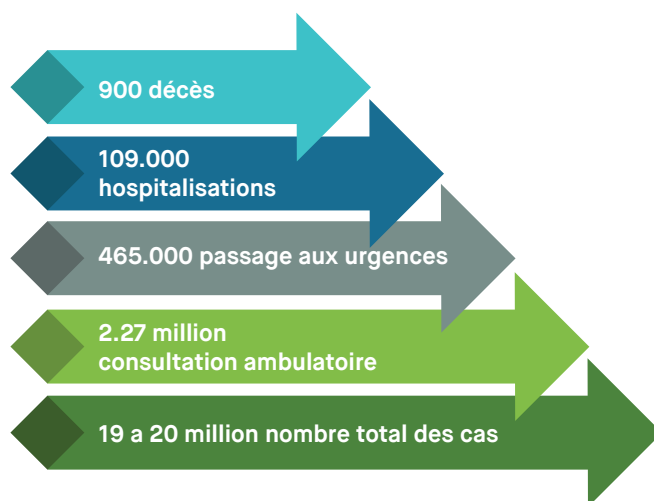 900 décès
109.000
hospitalisations
465.000 passage aux urgences
2.27 million
consultation ambulatoire
19 a 20 million nombre total des cas